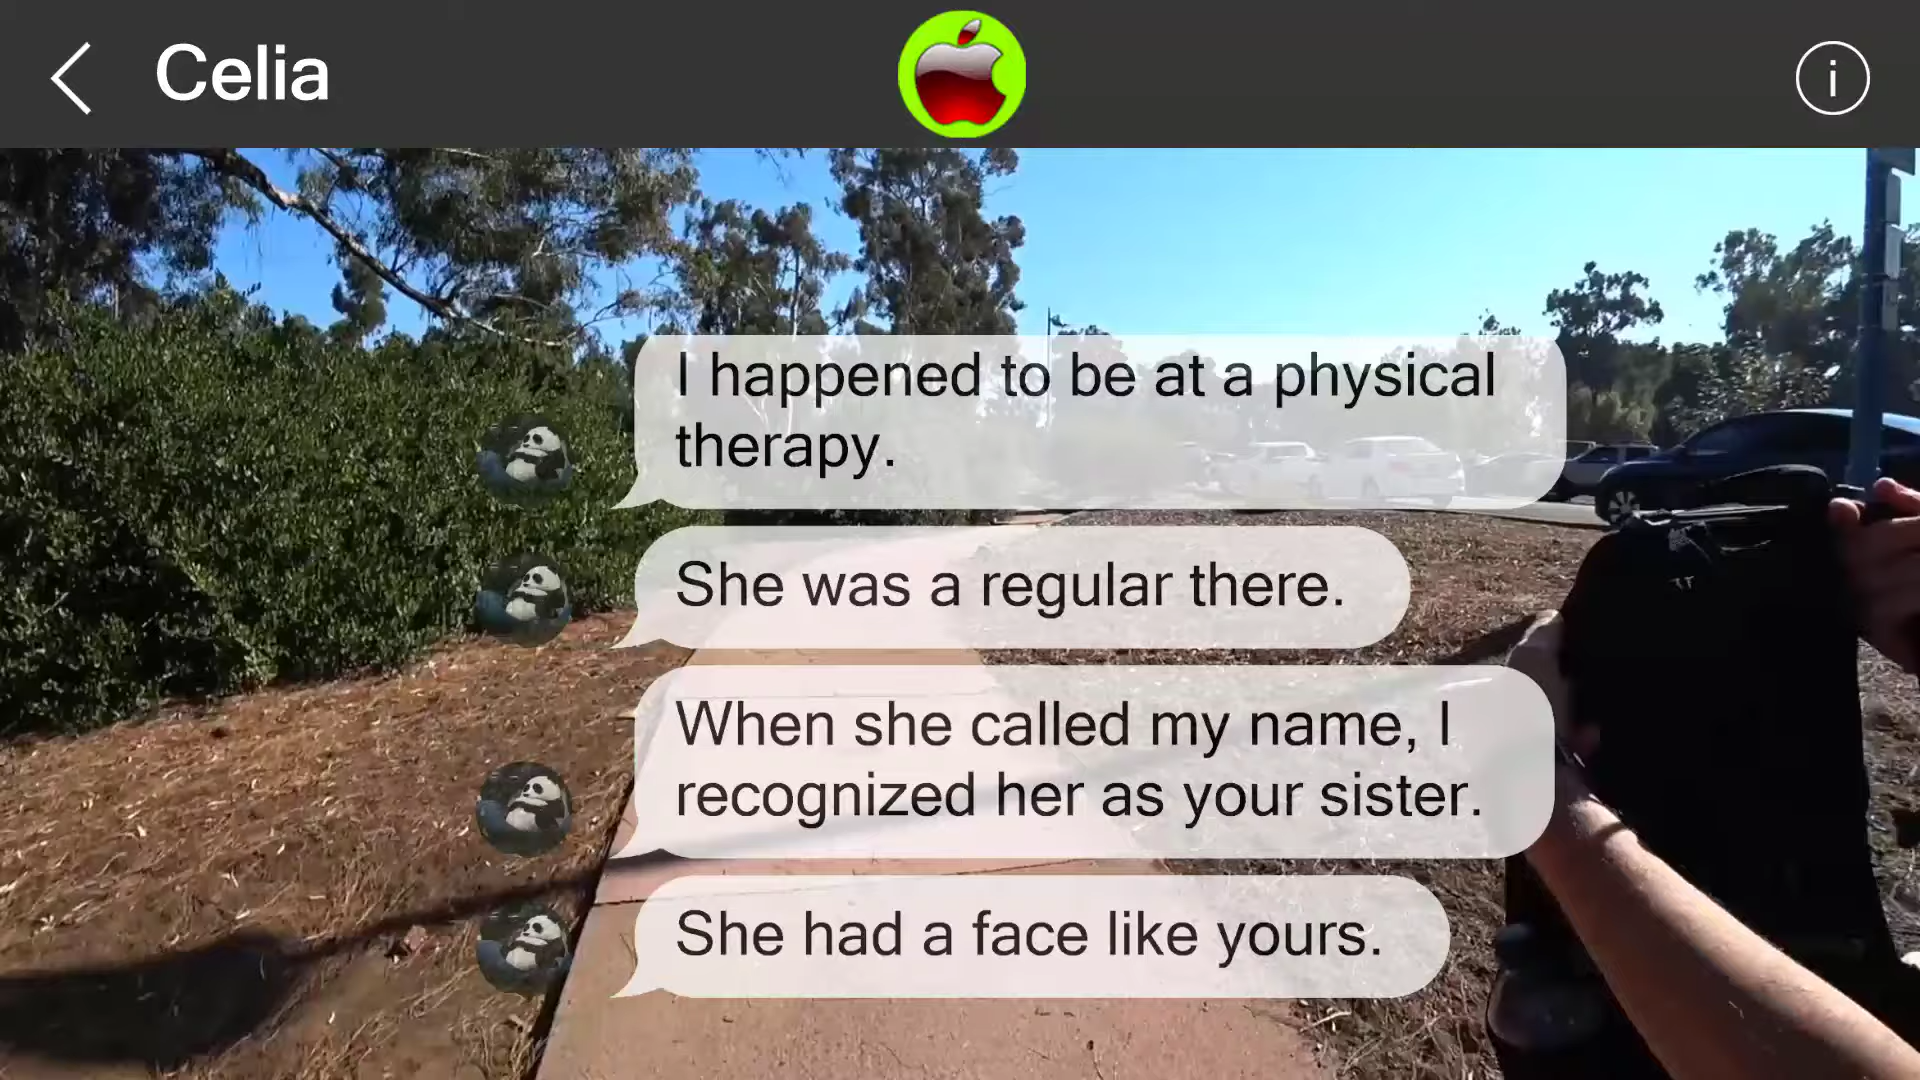 Celia
I happened to be at a physical
therapy.
She was a regular there.
When she called my name, I
recognized her as your sister.
She had a face like yours.